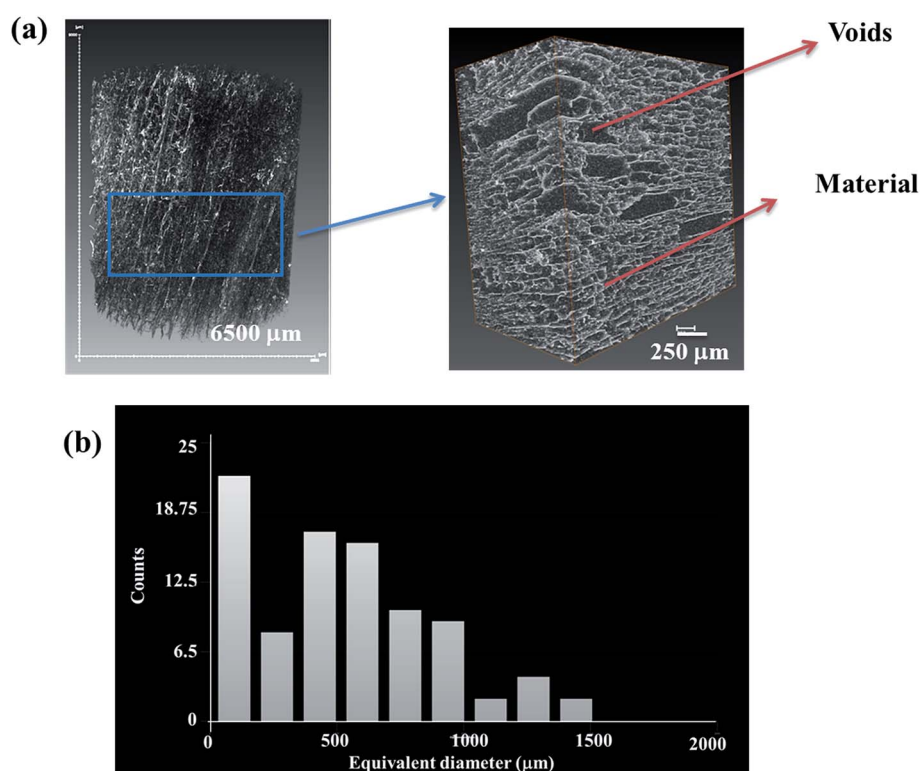 (a)
Voids
Material
6500 μm
250 μm
(b)
25
18.75
12.5
6.5
0
Counts
0 500 1000 1500 2000
Equivalent diameter (μm)